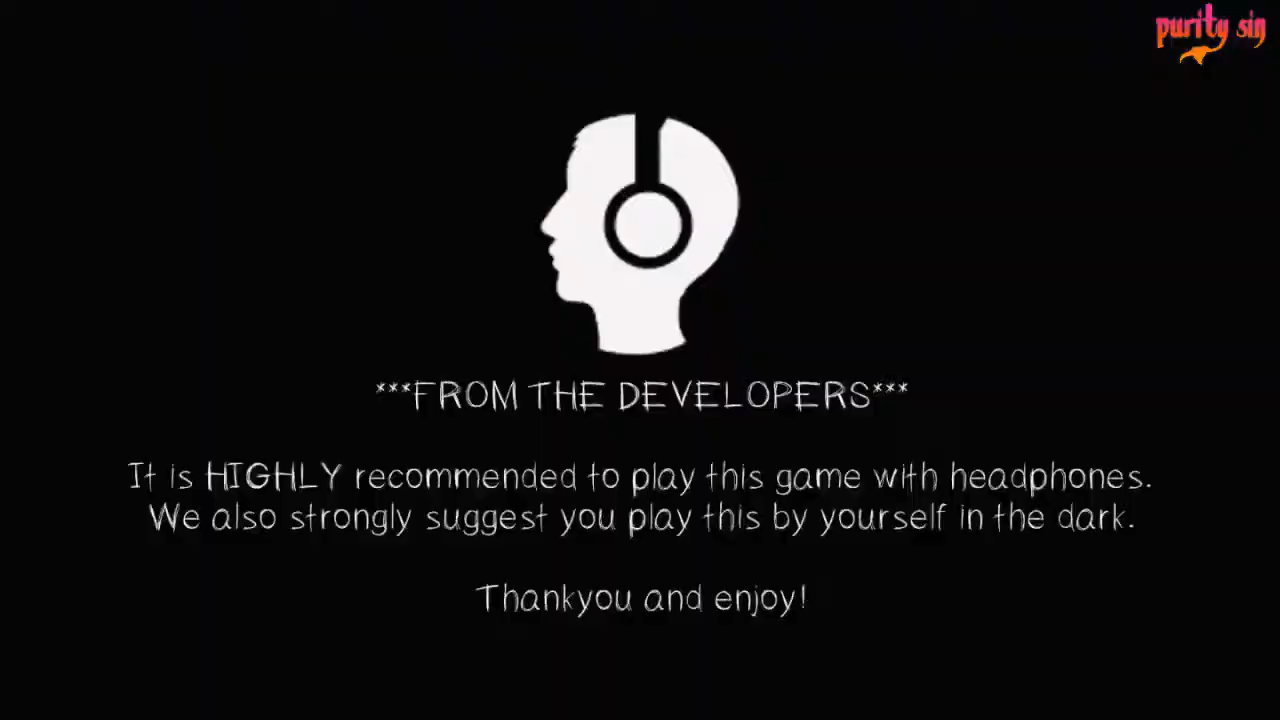 purity sin
***FROM THE DEVELOPERS***
It is HIGHLY recommended to play this game with headphones.
We also strongly suggest you play this by yourself in the dark.
Thankyou and enjoy!